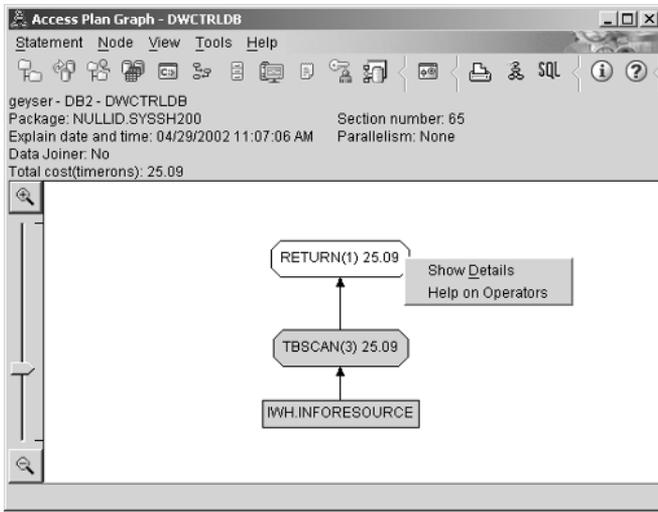 Access Plan Graph - DWCTRLDB
Statement Node View Tools Help
SQL
geyser - DB2 - DWCTRLDB
Package: NULLID.SYSSH200 Section number: 65
Explain date and time: 04/29/2002 11:07:06 AM Parallelism: None
Data Joiner: No
Total cost(timerons): 25.09
RETURN(1) 25.09
Show Details
Help on Operators
TBSCAN(3) 25.09
IWH.INFORESOURCE